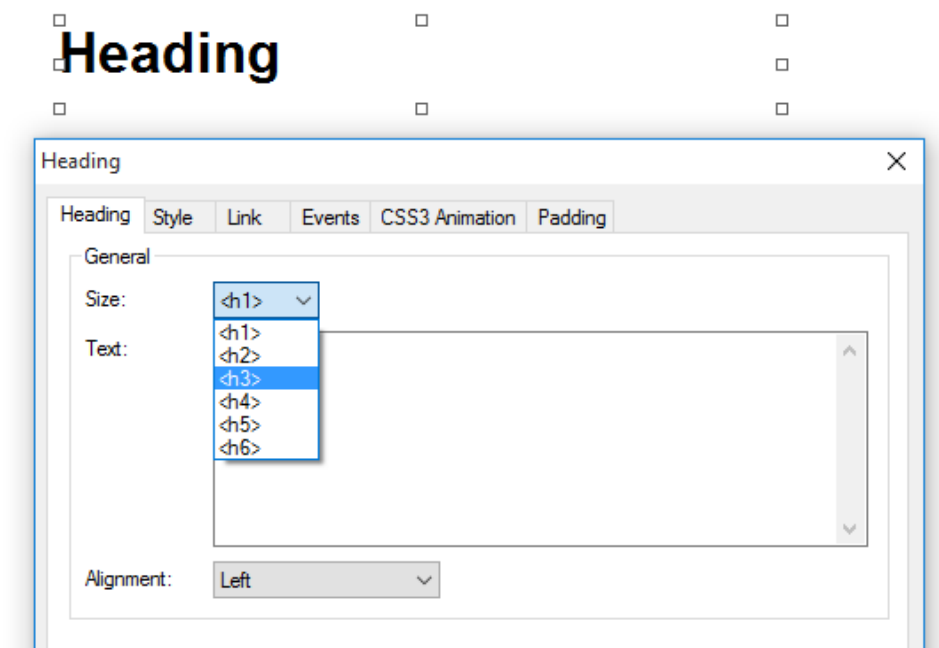 Heading
Heading
Heading Style Link Events CSS3 Animation Padding
General
Size: <h1>
<h1>
Text:
<h2>
<h3>
<h4>
<h5>
<h6>
Alignment: Left